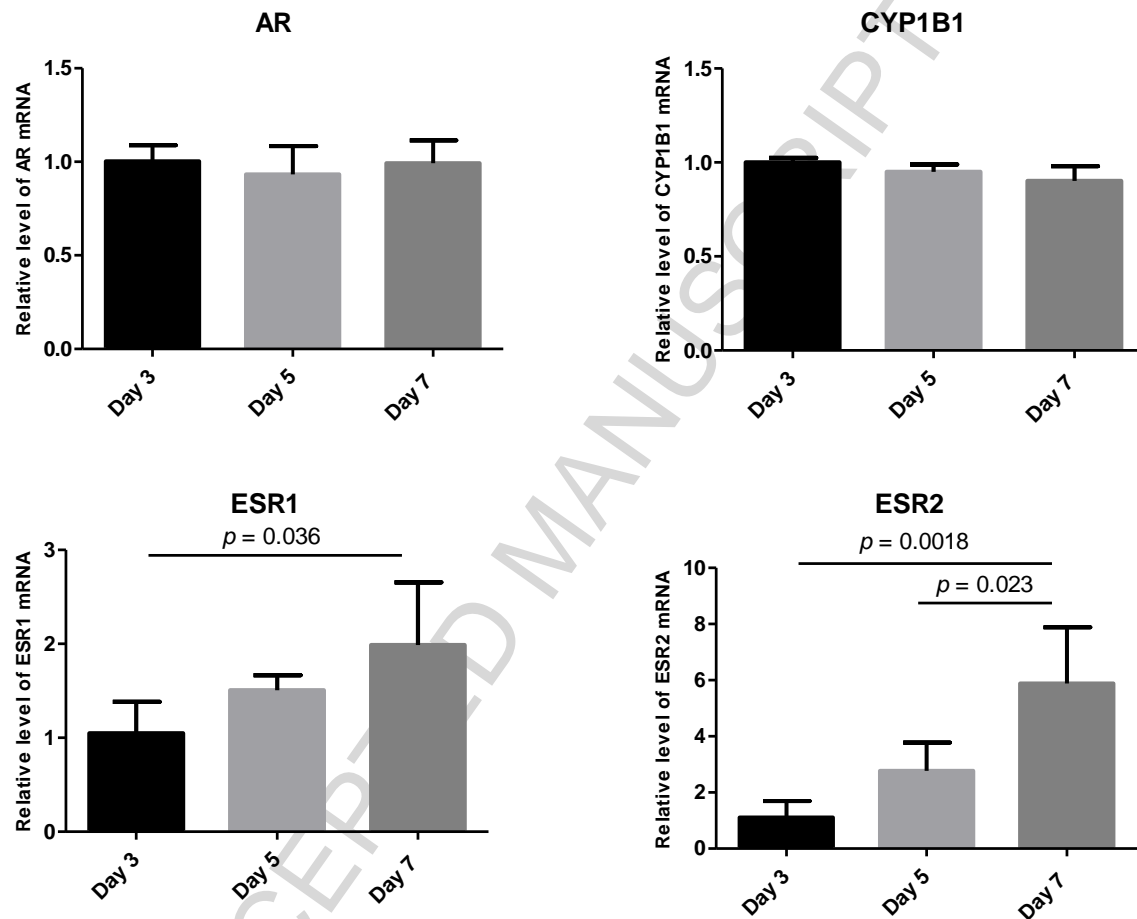 AR
Relative level of AR mRNA
1.5
1.0
0.5
0.0
Day 3
Day 5
Day 7
CYP1B1
Relative level of CYP1B1 mRNA
1.5
1.0
0.5
0.0
Day 3
Day 5
Day 7
ESR1
p = 0.036
Relative level of ESR1 mRNA
3
2
1
0
Day 3
Day 5
Day 7
ESR2
p = 0.0018
p = 0.023
Relative level of ESR2 mRNA
10
8
6
4
2
0
Day 3
Day 5
Day 7
CEPTED MANUSCRIPT